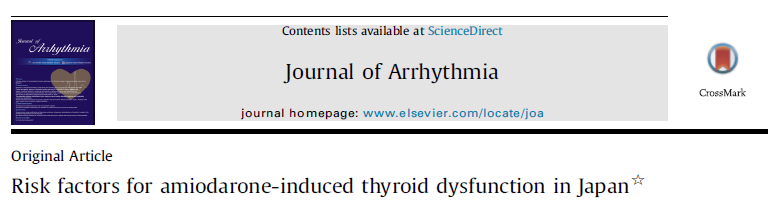 Contents lists available at ScienceDirect
Journal of
Arrhythmia
Journal of Arrhythmia
journal homepage: www.elsevier.com/locate/joa
CrossMark
Original Article
Risk factors for amiodarone-induced thyroid dysfunction in Japan☆